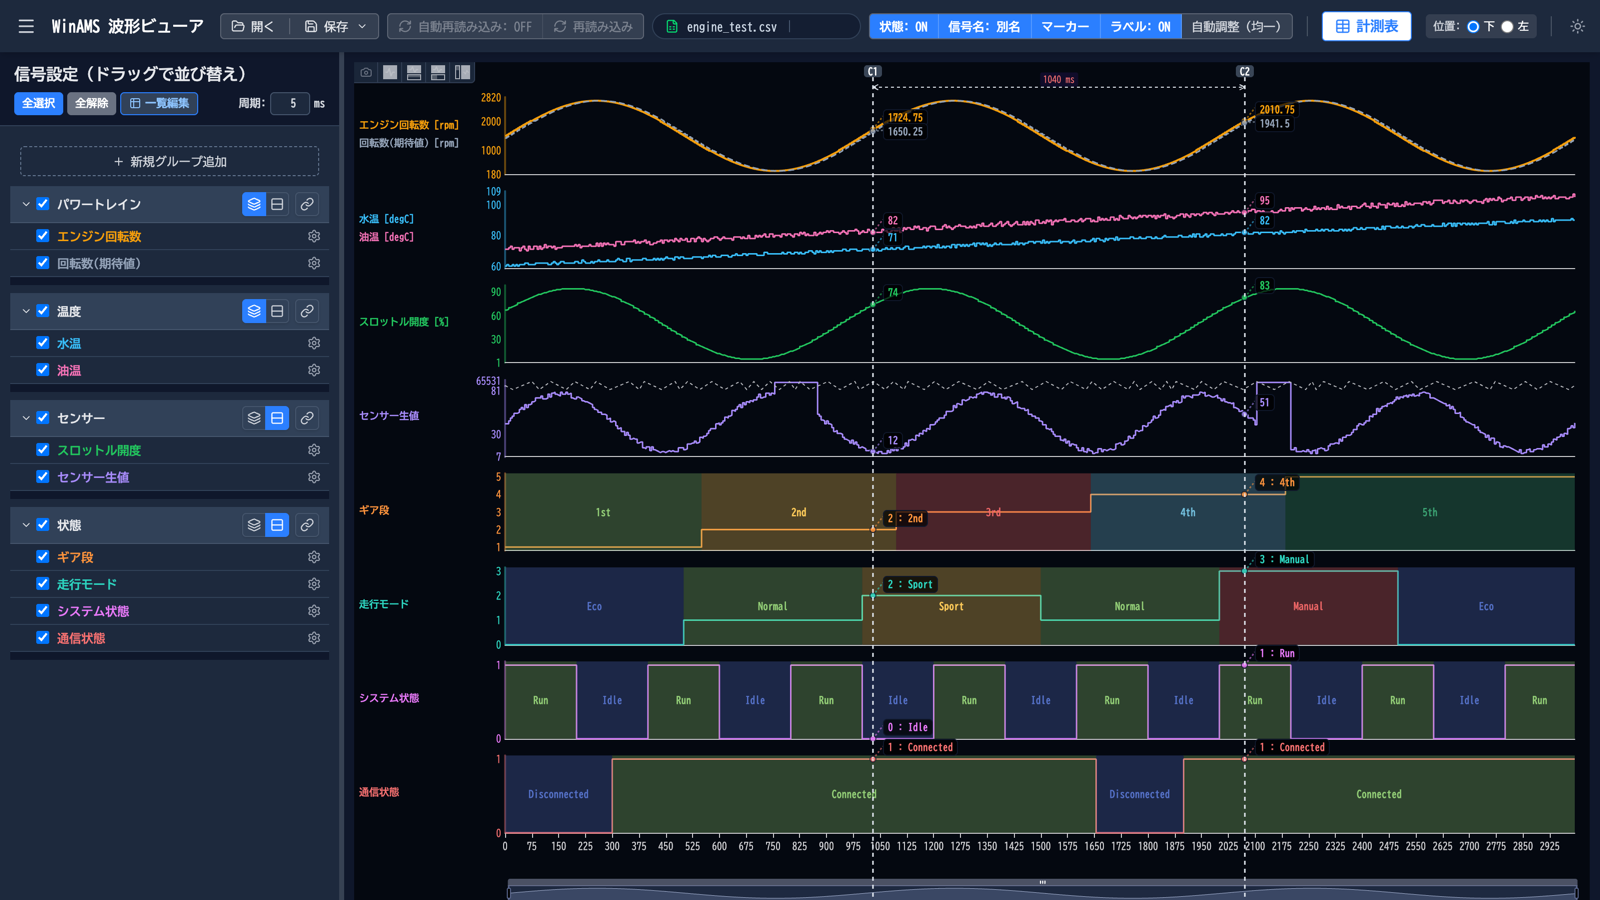 WinAMS 波形ビューア
開く
保存
自動再読み込み: OFF
再読み込み
engine_test.csv
状態: ON
信号名: 別名
マーカー
ラベル: ON
自動調整 (均一)
計測表
位置: 下 左
信号設定 (ドラッグで並び替え)
全選択
全解除
一覧編集
周期: 5 ms
+ 新規グループ追加
パワートレイン
エンジン回転数
回転数(期待値)
温度
水温
油温
センサー
スロットル開度
センサー生値
状態
ギア段
走行モード
システム状態
通信状態
C1
C2
1040 ms
エンジン回転数 [rpm]
回転数(期待値) [rpm]
2820
2000
1000
180
1724.75
1650.25
2010.75
1941.5
水温 [degC]
油温 [degC]
109
100
80
60
82
71
95
82
スロットル開度 [%]
90
60
30
1
74
83
センサー生値
65531
81
30
7
12
51
ギア段
5
4
3
2
1
1st
2nd
3rd
4th
5th
2 : 2nd
4 : 4th
走行モード
3
2
1
0
Eco
Normal
Sport
Normal
Manual
Eco
2 : Sport
3 : Manual
システム状態
1
0
Run Idle Run Idle Run Idle Run Idle Run Idle Run Idle Run Idle Run
0 : Idle
1 : Run
通信状態
1
0
Disconnected
Connected
Disconnected
Connected
1 : Connected
1 : Connected
0 75 150 225 300 375 450 525 600 675 750 825 900 975 1050 1125 1200 1275 1350 1425 1500 1575 1650 1725 1800 1875 1950 2025 2100 2175 2250 2325 2400 2475 2550 2625 2700 2775 2850 2925